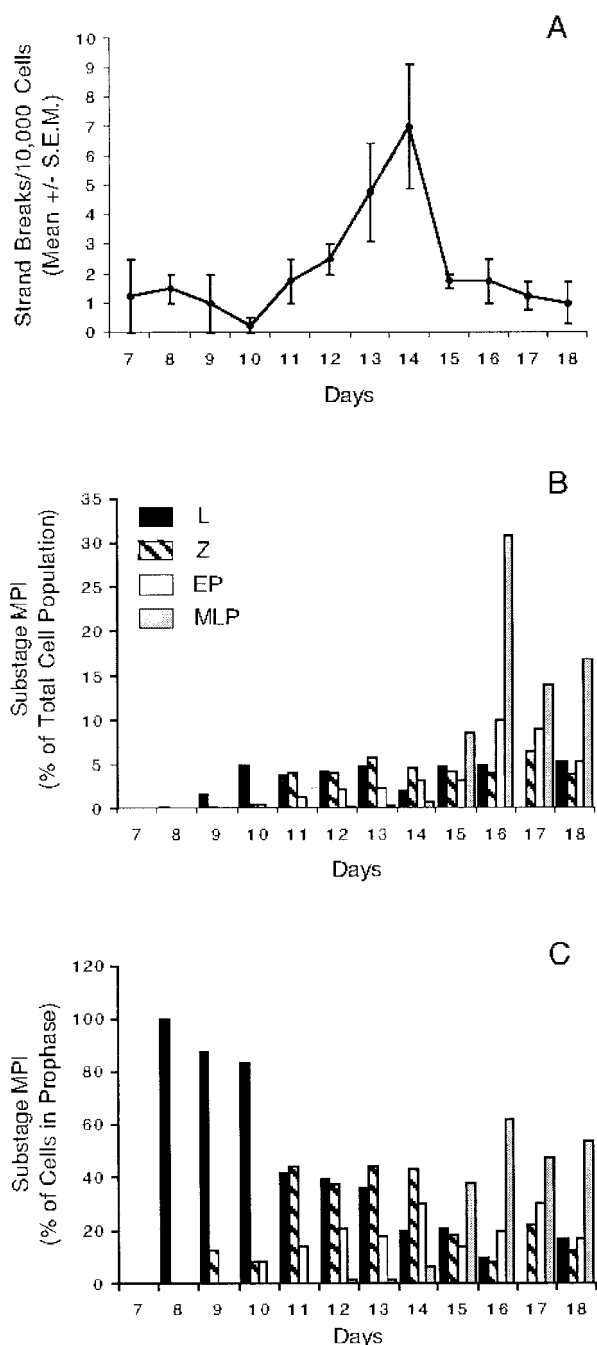 A
Strand Breaks/10,000 Cells
(Mean +/- S.E.M.)
10
9
8
7
6
5
4
3
2
1
0
7 8 9 10 11 12 13 14 15 16 17 18
Days
B
Substage MPI
(% of Total Cell Population)
35
30
25
20
15
10
5
0
L
Z
EP
MLP
7 8 9 10 11 12 13 14 15 16 17 18
Days
C
Substage MPI
(% of Cells in Prophase)
120
100
80
60
40
20
0
7 8 9 10 11 12 13 14 15 16 17 18
Days